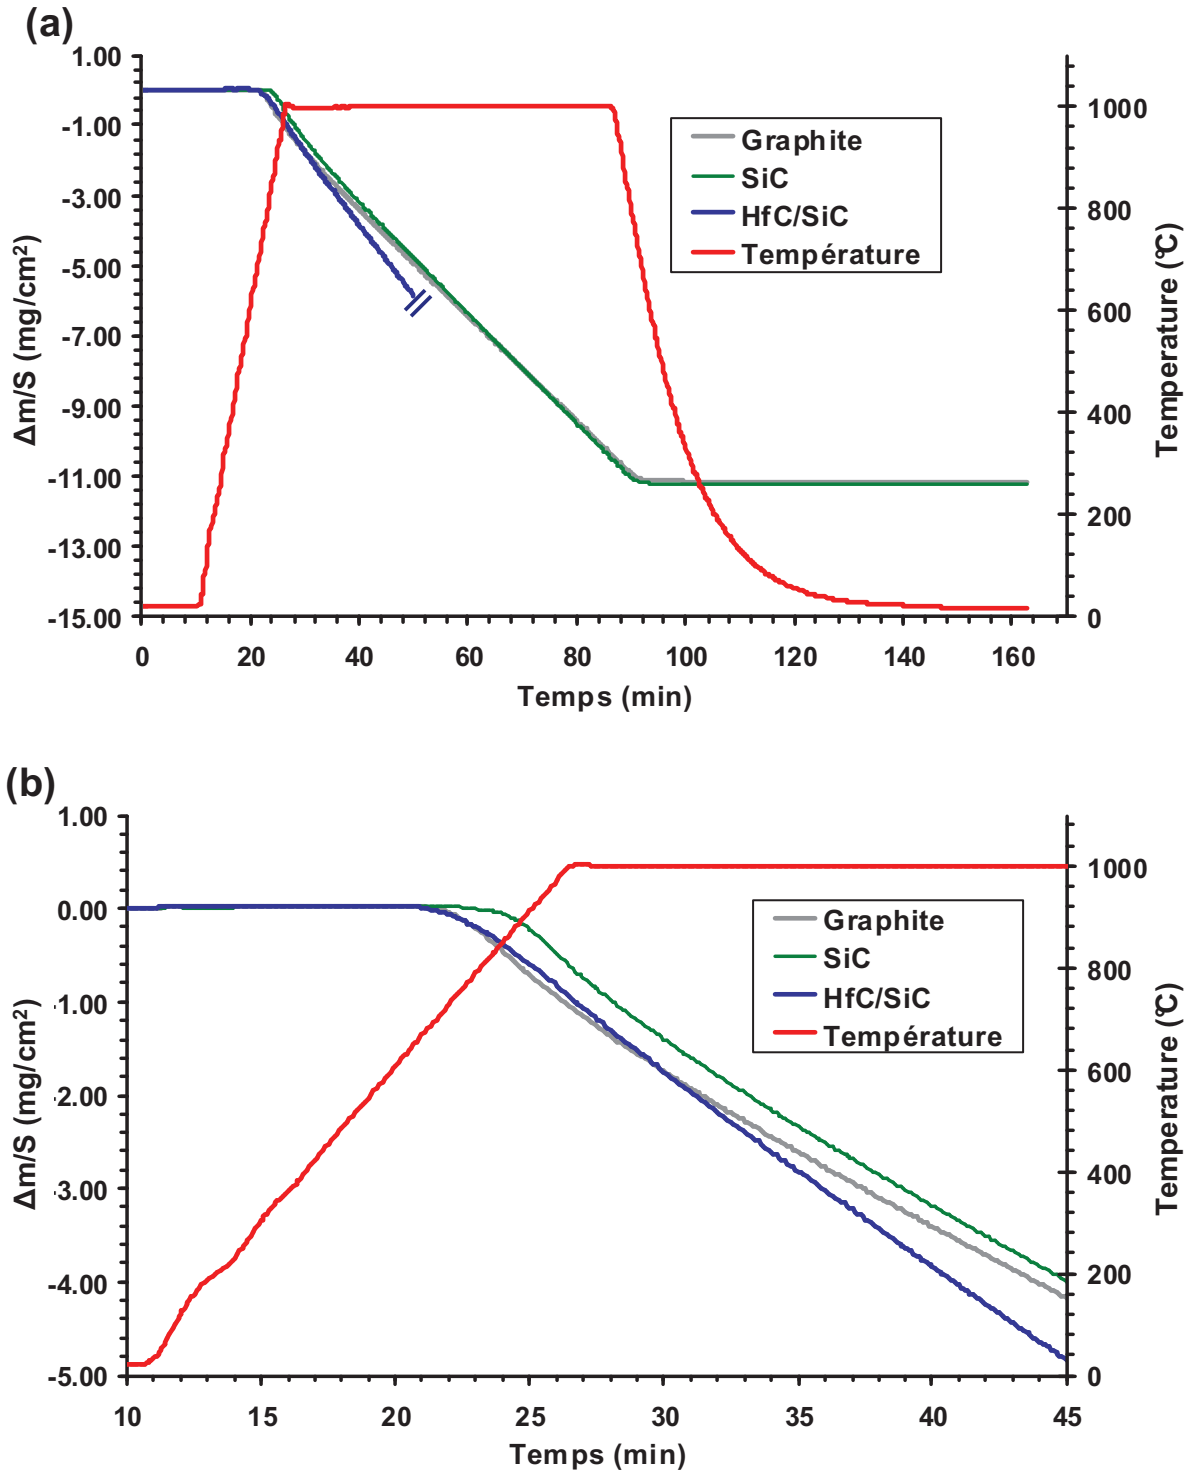 (a)
1.00
-1.00
-3.00
-5.00
-7.00
-9.00
-11.00
-13.00
-15.00
Δm/S (mg/cm²)
1000
800
600
400
200
0
Temperature (°C)
Graphite
SiC
HfC/SiC
Température
0 20 40 60 80 100 120 140 160
Temps (min)
(b)
1.00
0.00
-1.00
-2.00
-3.00
-4.00
-5.00
Δm/S (mg/cm²)
1000
800
600
400
200
0
Temperature (°C)
Graphite
SiC
HfC/SiC
Température
10 15 20 25 30 35 40 45
Temps (min)